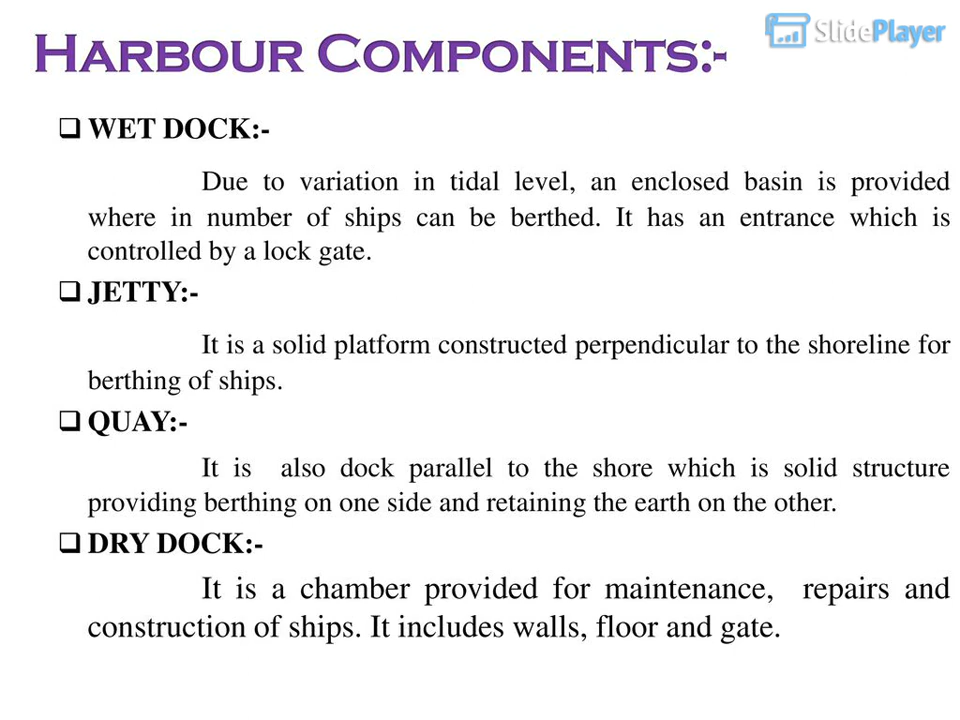 HARBOUR COMPONENTS:-
SlidePlayer
WET DOCK:-
Due to variation in tidal level, an enclosed basin is provided
where in number of ships can be berthed. It has an entrance which is
controlled by a lock gate.
JETTY:-
It is a solid platform constructed perpendicular to the shoreline for
berthing of ships.
QUAY:-
It is also dock parallel to the shore which is solid structure
providing berthing on one side and retaining the earth on the other.
DRY DOCK:-
It is a chamber provided for maintenance, repairs and
construction of ships. It includes walls, floor and gate.